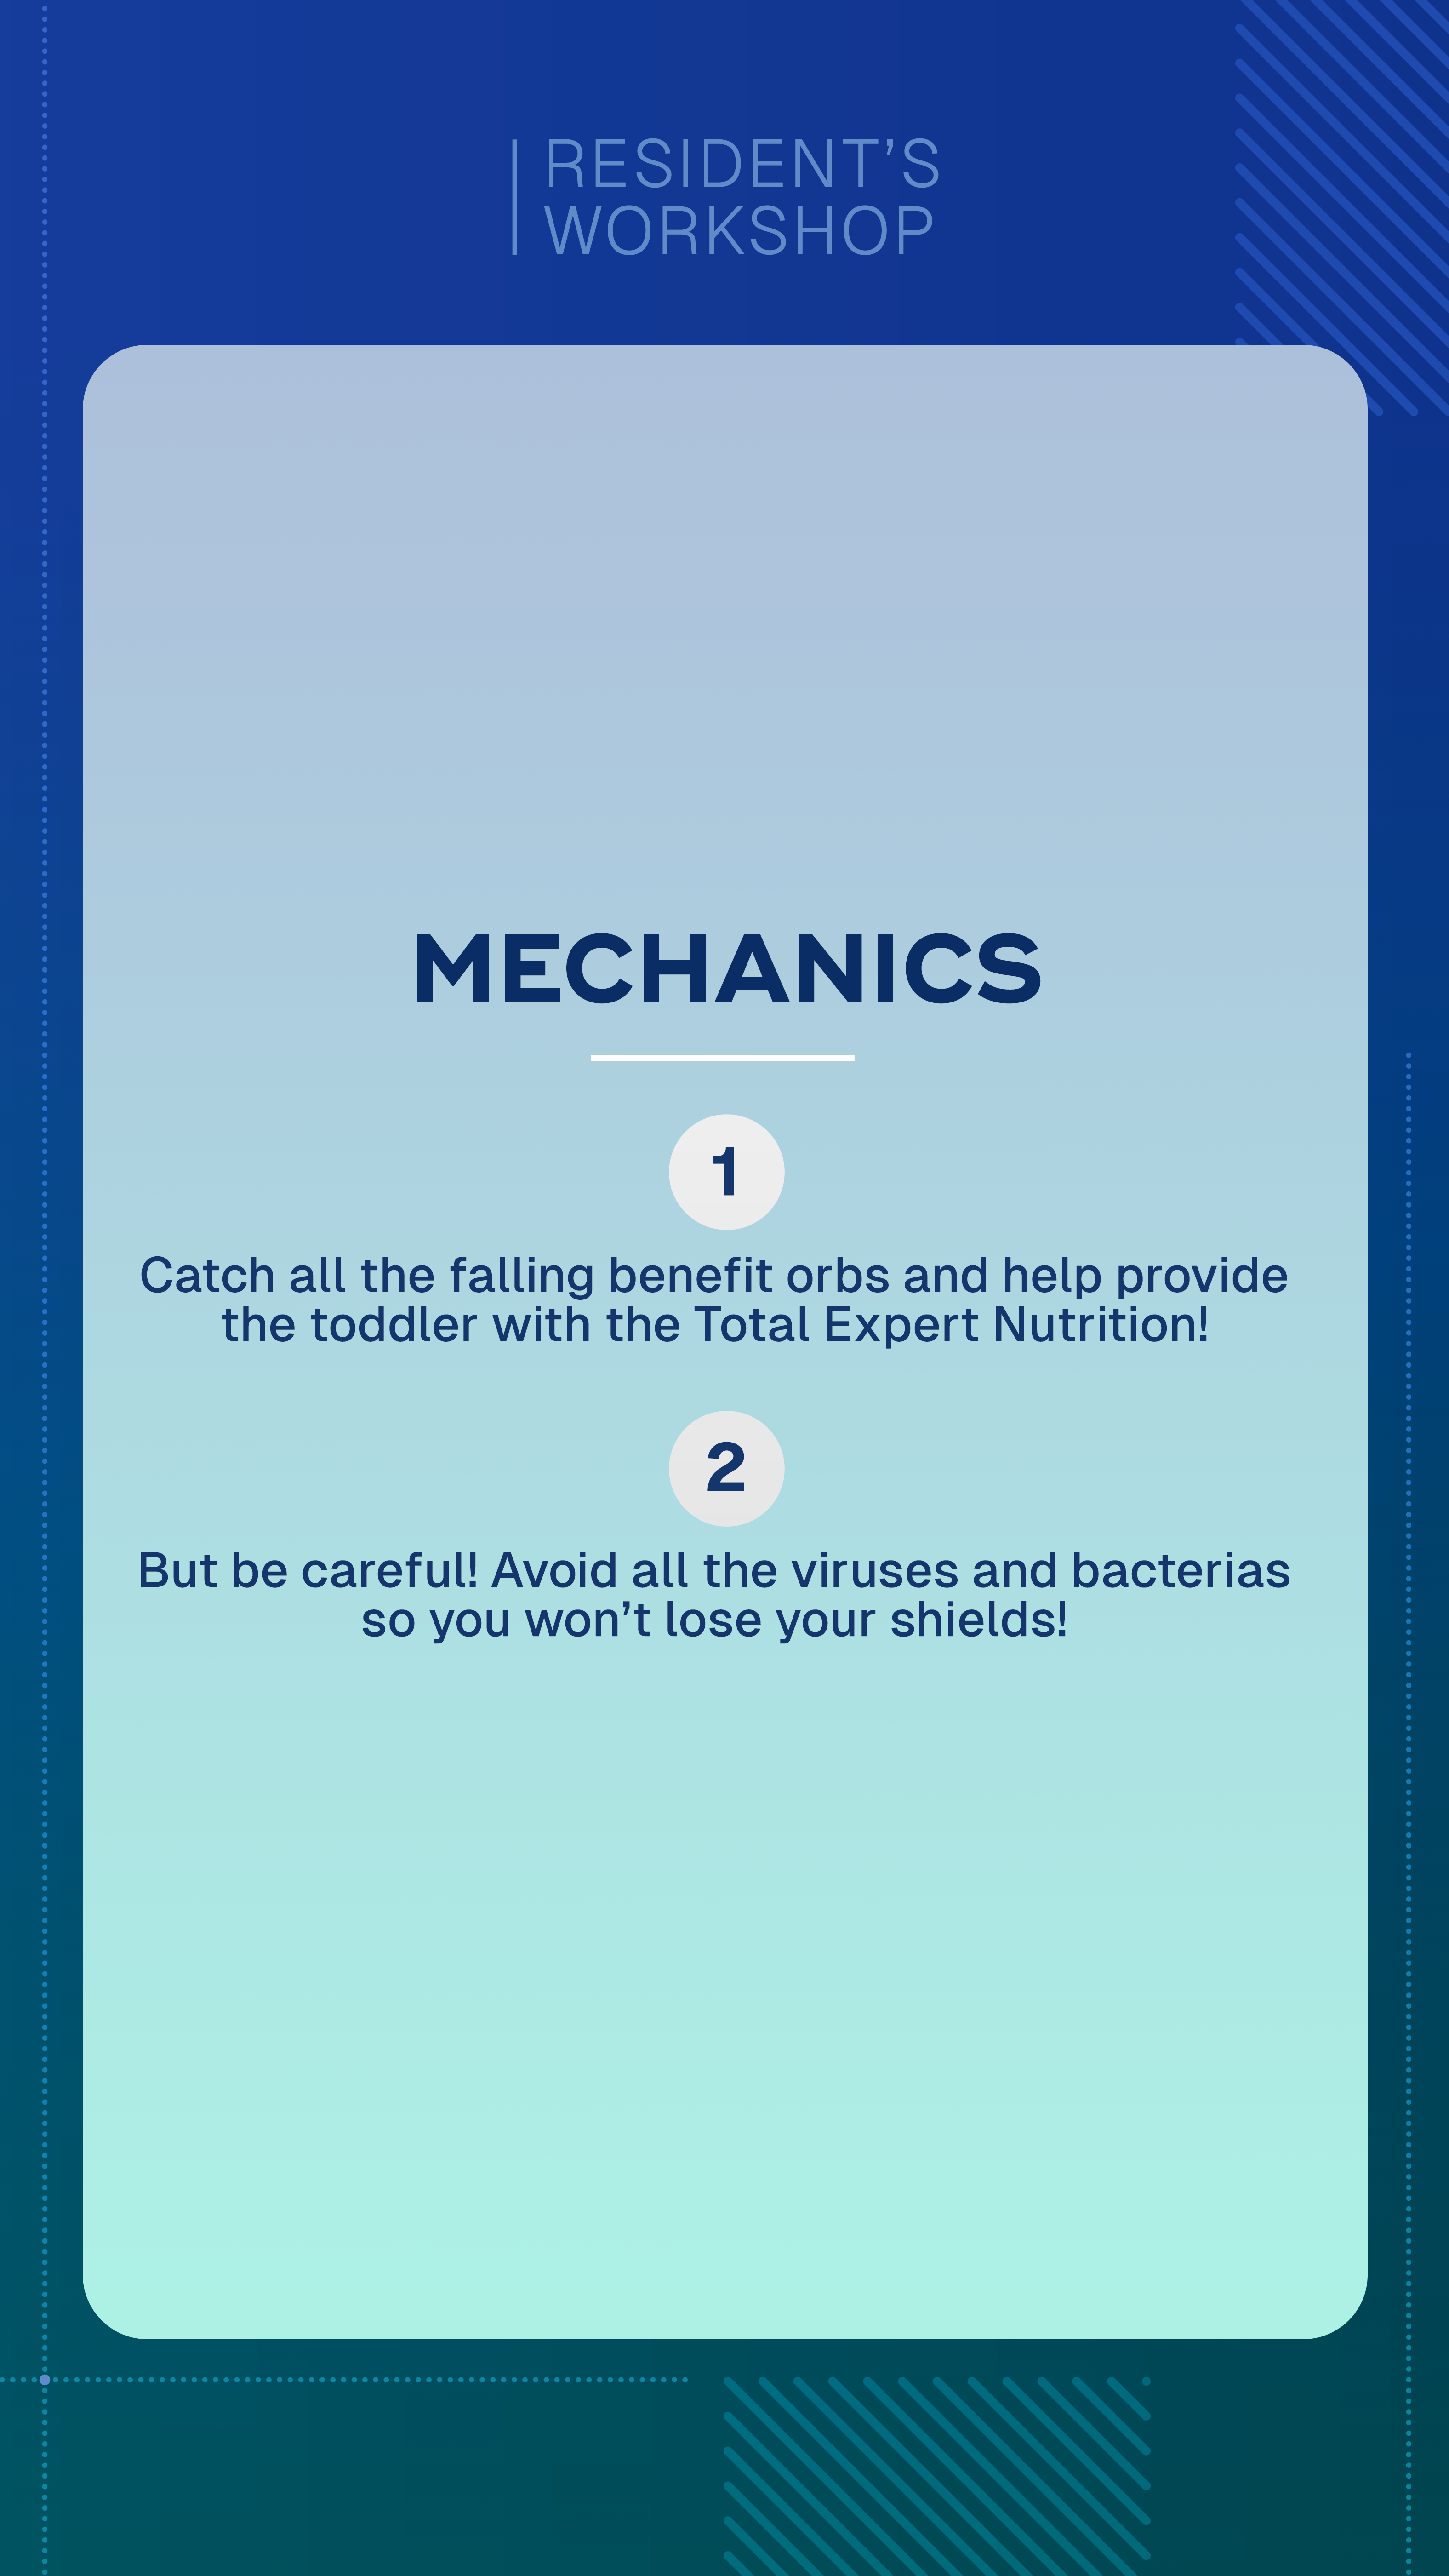 RESIDENT’S
WORKSHOP
MECHANICS
1
Catch all the falling benefit orbs and help provide
the toddler with the Total Expert Nutrition!
2
But be careful! Avoid all the viruses and bacterias
so you won’t lose your shields!